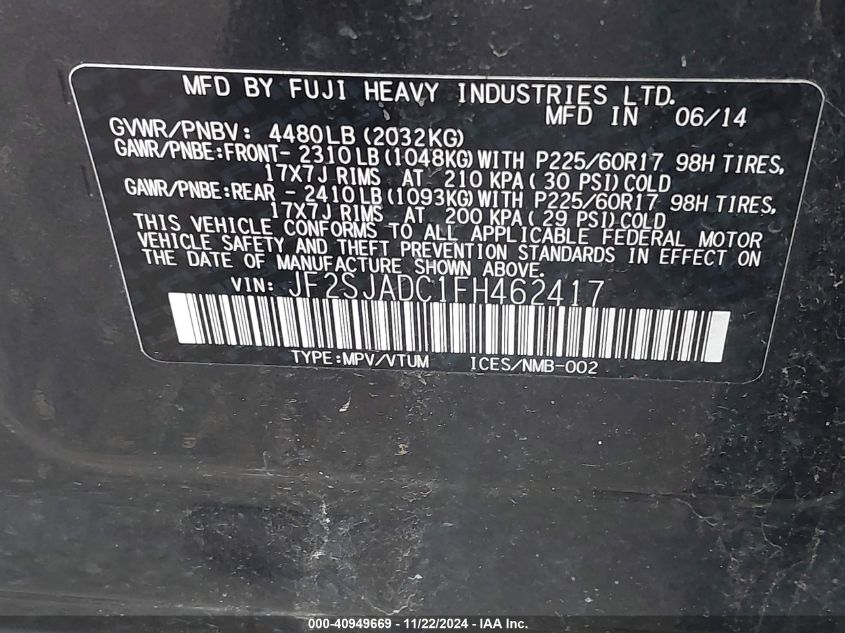 MFD BY FUJI HEAVY INDUSTRIES LTD.
MFD IN 06/14
GVWR/PNBV: 4480LB (2032KG)
GAWR/PNBE:FRONT- 2310LB (1048KG) WITH P225/60R17 98H TIRES,
17X7J RIMS AT 210 KPA ( 30 PSI) COLD
GAWR/PNBE:REAR - 2410LB (1093KG) WITH P225/60R17 98H TIRES,
17X7J RIMS AT 200 KPA ( 29 PSI) COLD
THIS VEHICLE CONFORMS TO ALL APPLICABLE FEDERAL MOTOR
VEHICLE SAFETY AND THEFT PREVENTION STANDARDS IN EFFECT ON
THE DATE OF MANUFACTURE SHOWN ABOVE.
VIN: JF2SJADC1FH462417
TYPE:MPV/VTUM ICES/NMB-002
000-40949669 - 11/22/2024 - IAA Inc.